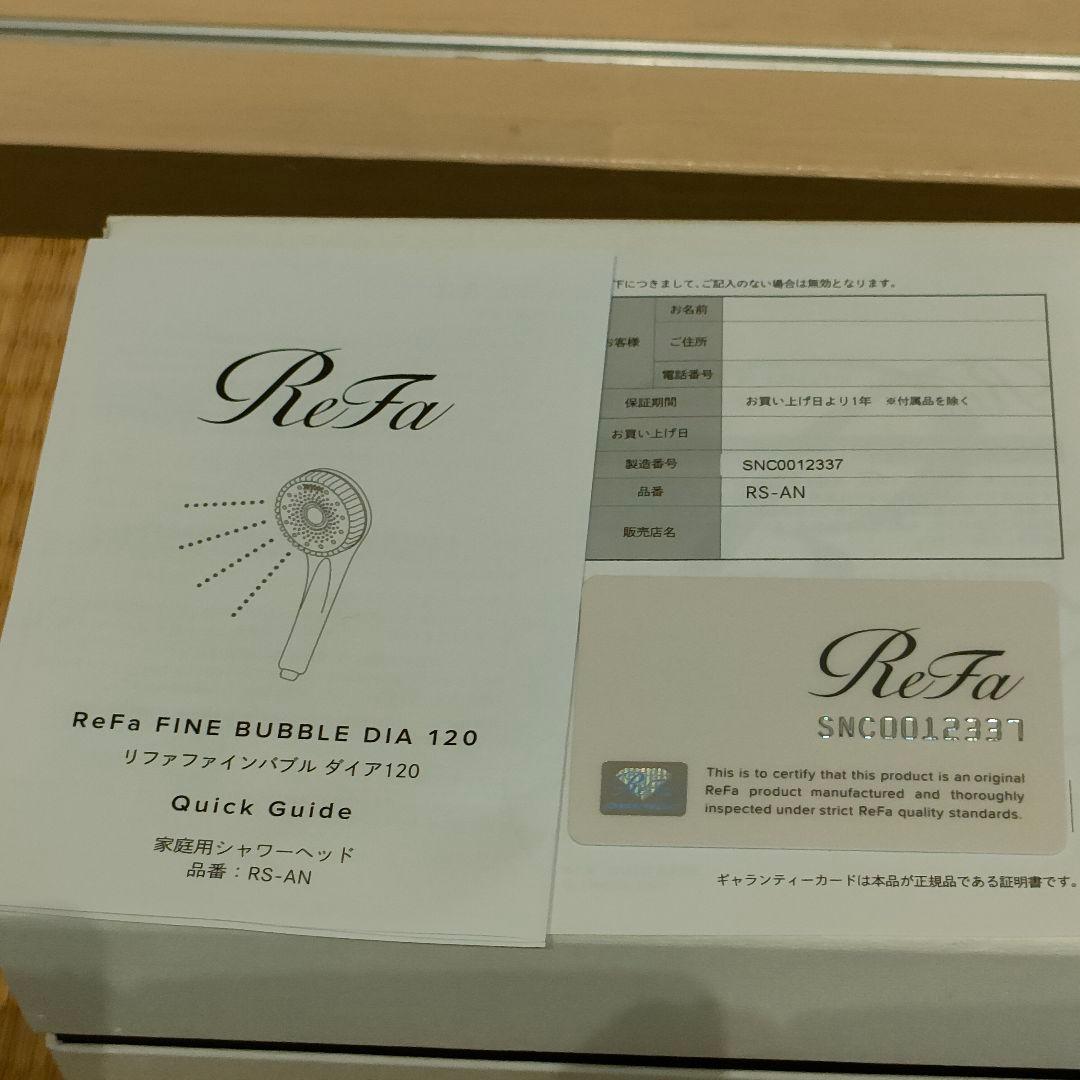 ReFa
ReFa FINE BUBBLE DIA 120
リファファインバブル ダイア120
Quick Guide
家庭用シャワーヘッド
品番：RS-AN
下につきまして、ご記入のない場合は無効となります。
お客様
お名前
ご住所
電話番号
保証期間 お買い上げ日より1年 ※付属品を除く
お買い上げ日
製造番号 SNC0012337
品番 RS-AN
販売店名
ReFa
SNC0012337
This is to certify that this product is an original
ReFa product manufactured and thoroughly
inspected under strict ReFa quality standards.
ギャランティーカードは本品が正規品である証明書です。